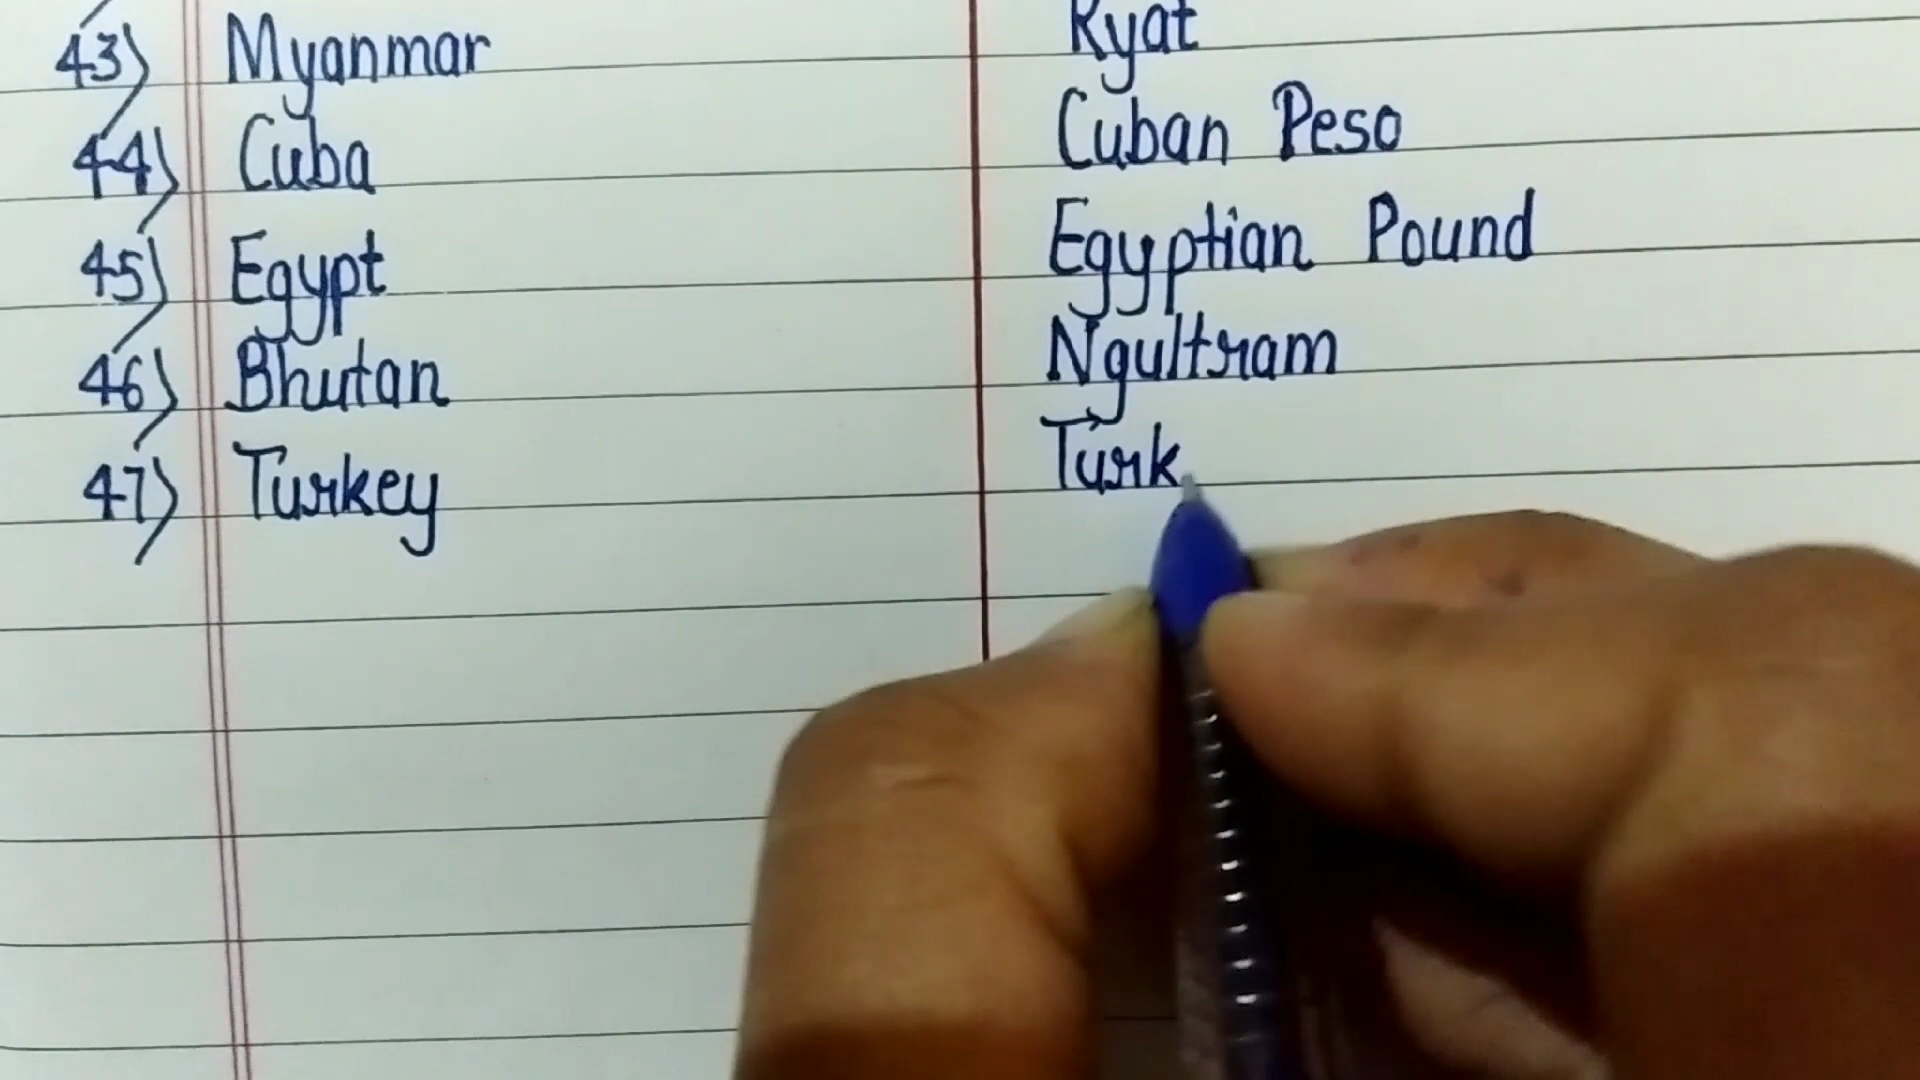 43) Myanmar Kyat
44) Cuba Cuban Peso
45) Egypt Egyptian Pound
46) Bhutan Ngultram
47) Turkey Turk